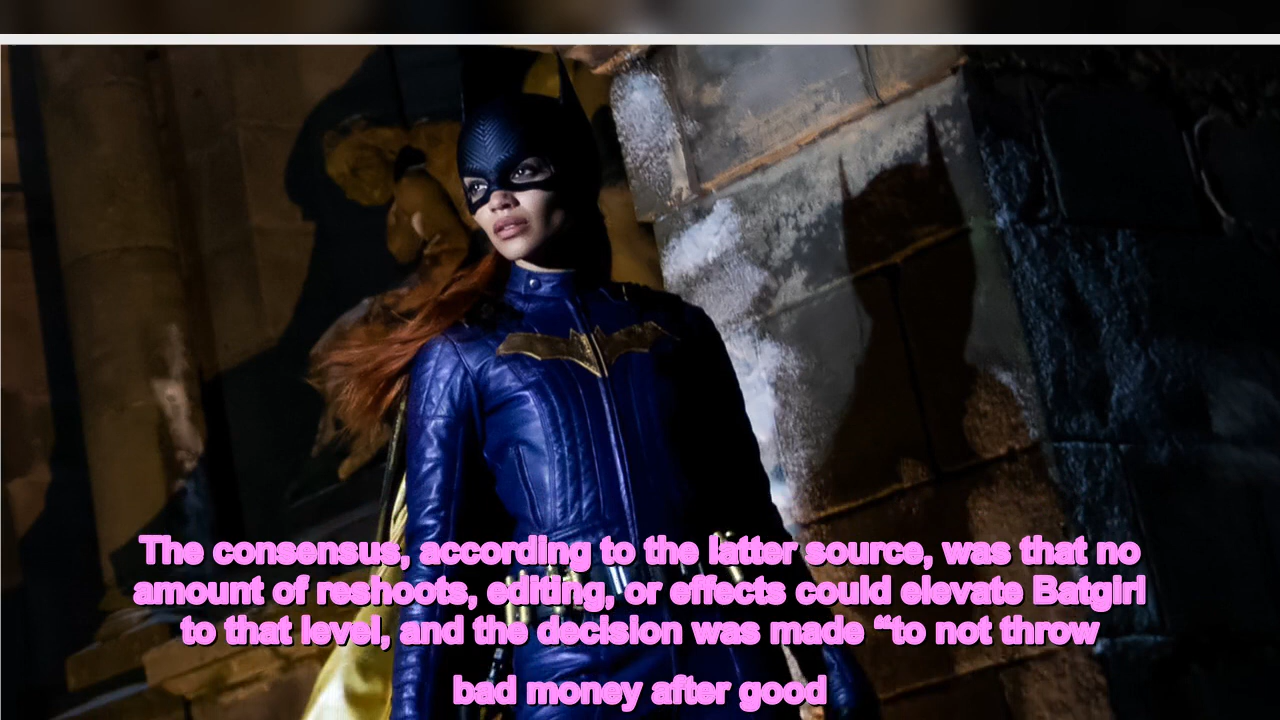 The consensus, according to the latter source, was that no
amount of reshoots, editing, or effects could elevate Batgirl
to that level, and the decision was made “to not throw
bad money after good